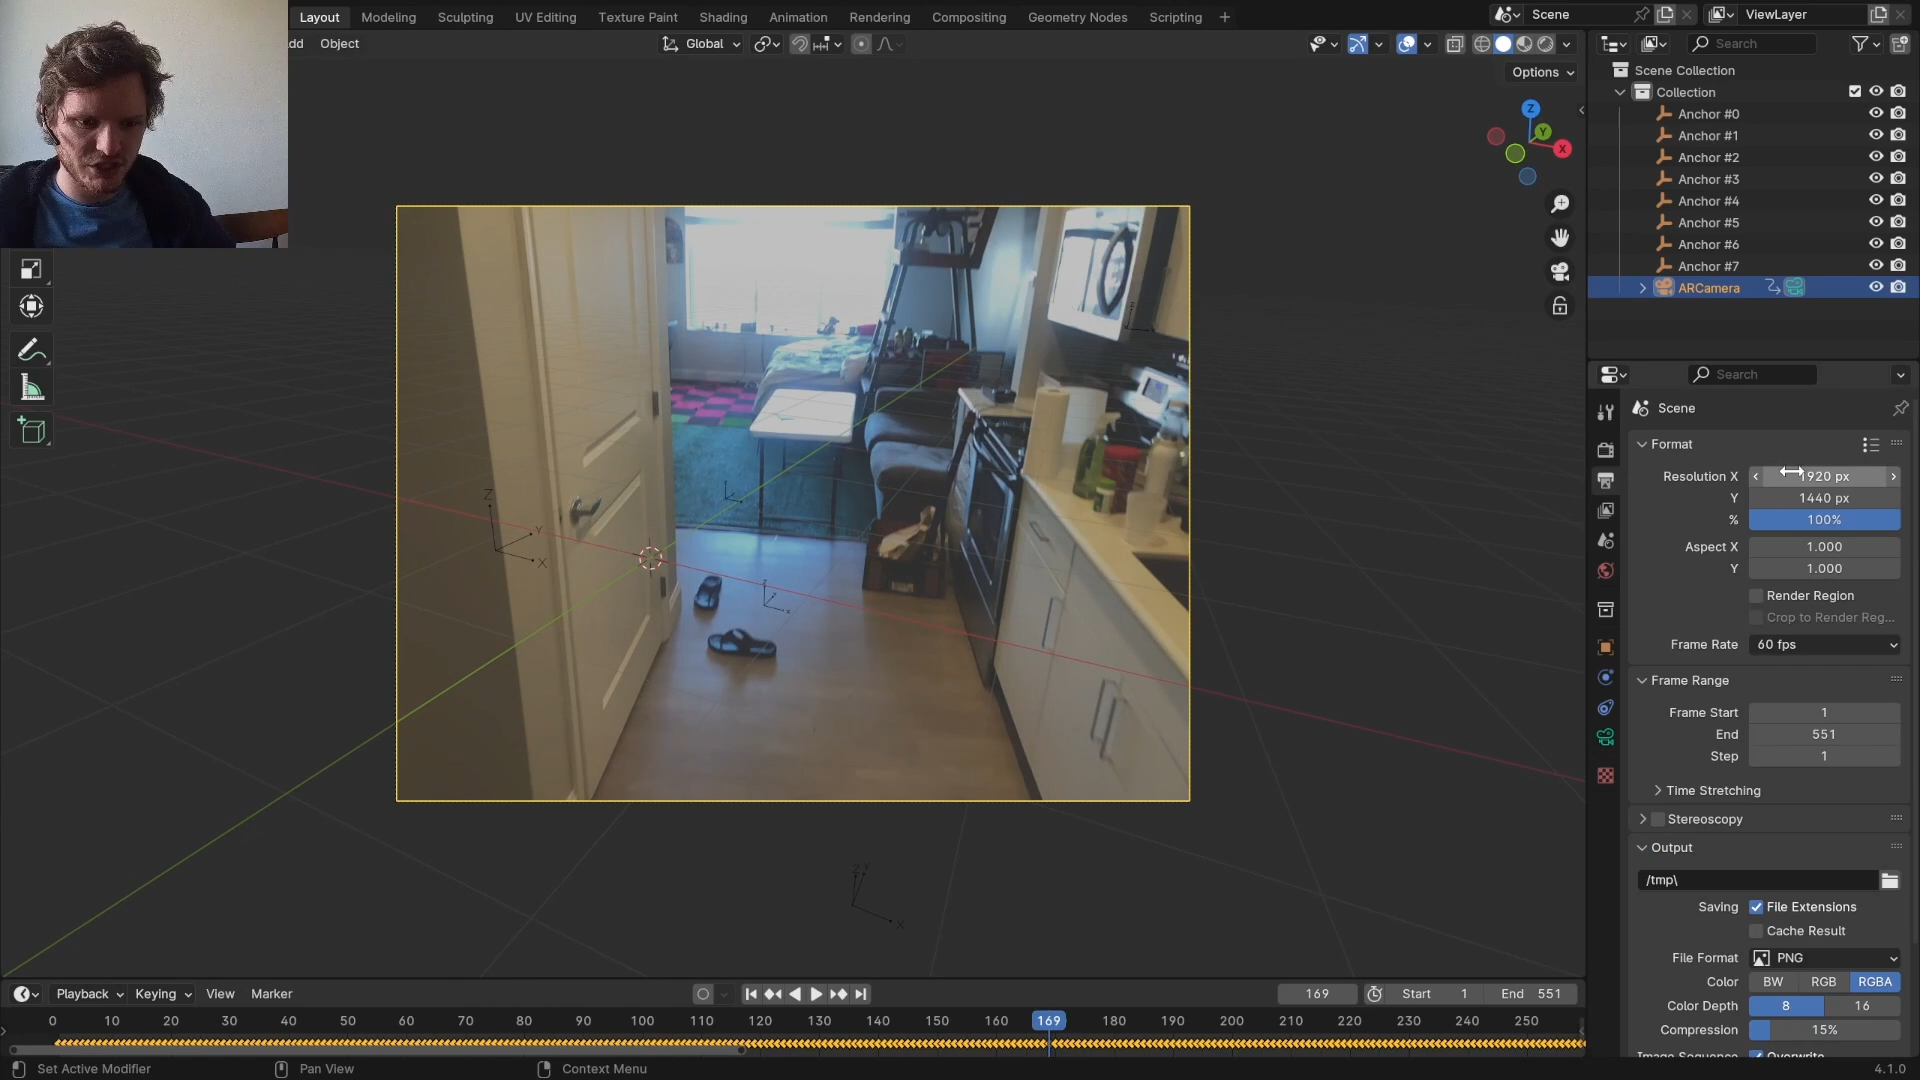 Layout Modeling Sculpting UV Editing Texture Paint Shading Animation Rendering Compositing Geometry Nodes Scripting +
Scene
ViewLayer
dd Object
Global
Search
Options
Scene Collection
Collection
Anchor #0
Anchor #1
Anchor #2
Anchor #3
Anchor #4
Anchor #5
Anchor #6
Anchor #7
ARCamera
Z
Y
X
Z
Y
X
Search
Scene
Format
Resolution X 1920 px
Y 1440 px
% 100%
Aspect X 1.000
Y 1.000
Render Region
Crop to Render Reg...
Frame Rate 60 fps
Frame Range
Frame Start 1
End 551
Step 1
Time Stretching
Stereoscopy
Output
/tmp\
Saving File Extensions
Cache Result
File Format PNG
Color BW RGB RGBA
Color Depth 8 16
Compression 15%
Image Sequence Overwrite
Playback Keying View Marker
169 Start 1 End 551
0 10 20 30 40 50 60 70 80 90 100 110 120 130 140 150 160 169 180 190 200 210 220 230 240 250
Set Active Modifier Pan View Context Menu 4.1.0